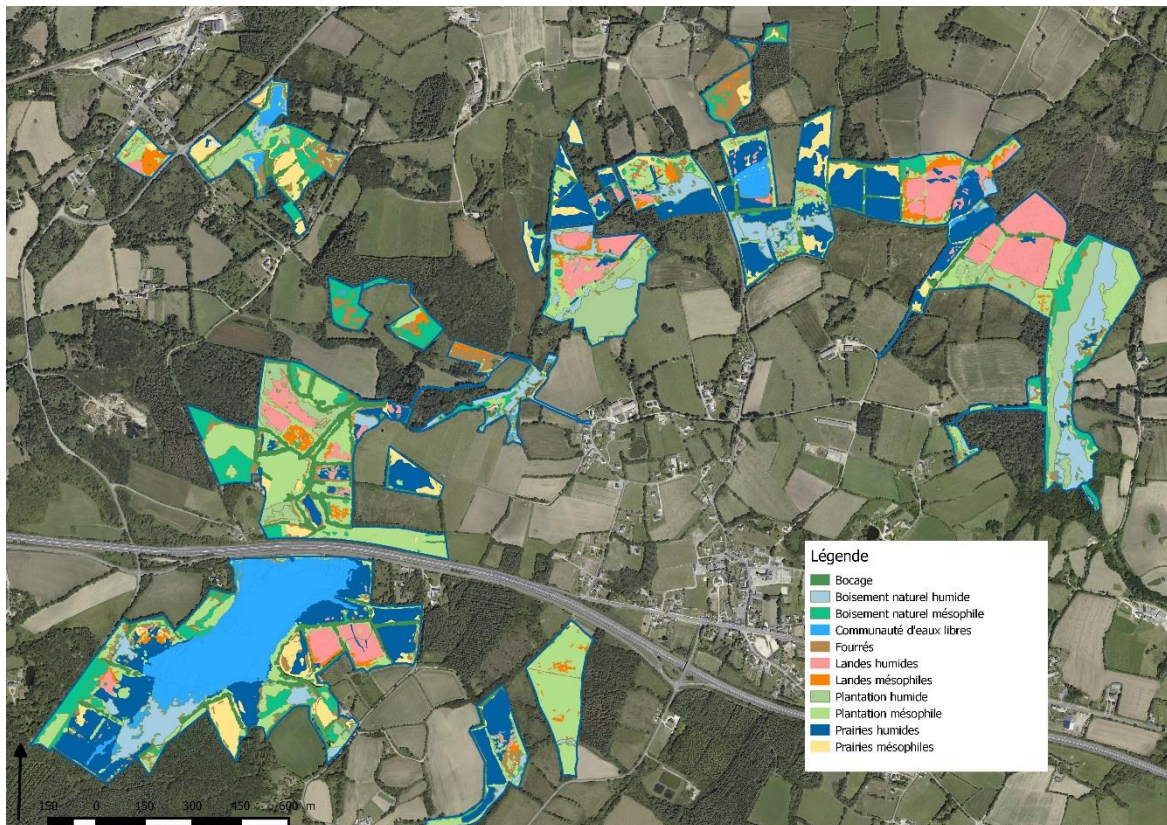 Légende
Bocage
Boisement naturel humide
Boisement naturel mésophile
Communauté d'eaux libres
Fourrés
Landes humides
Landes mésophiles
Plantation humide
Plantation mésophile
Prairies humides
Prairies mésophiles
150 0 150 300 450 600 m